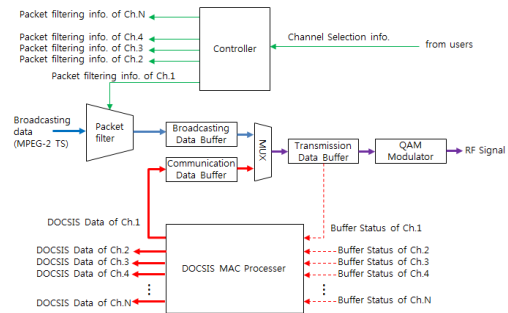 Packet filtering info. of Ch.N
Packet filtering info. of Ch.4
Packet filtering info. of Ch.3
Packet filtering info. of Ch.2
Packet filtering info. of Ch.1
Controller
Channel Selection info.
from users
Broadcasting
data
(MPEG-2 TS)
Packet
filter
Broadcasting
Data Buffer
Communication
Data Buffer
MUX
Transmission
Data Buffer
QAM
Modulator
RF Signal
DOCSIS Data of Ch.1
DOCSIS Data of Ch.2
DOCSIS Data of Ch.3
DOCSIS Data of Ch.4
DOCSIS Data of Ch.N
DOCSIS MAC Processer
Buffer Status of Ch.1
Buffer Status of Ch.2
Buffer Status of Ch.3
Buffer Status of Ch.4
Buffer Status of Ch.N